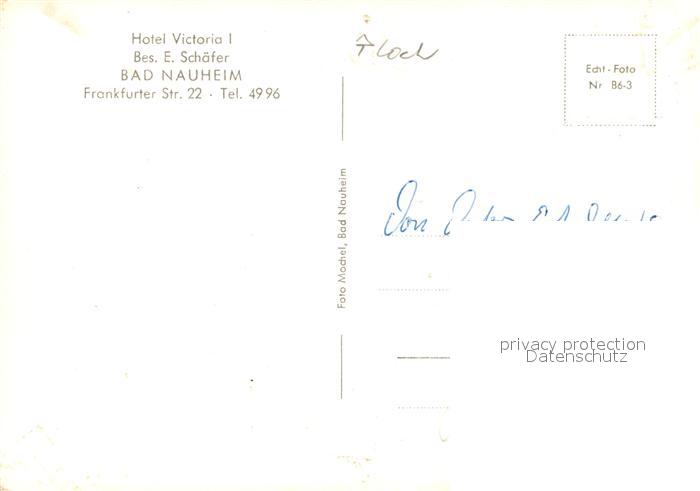 Hotel Victoria I
Bes. E. Schäfer
BAD NAUHEIM
Frankfurter Str. 22 · Tel. 4996
Echt-Foto
Nr B6-3
Foto Mochel, Bad Nauheim
privacy protection
Datenschutz